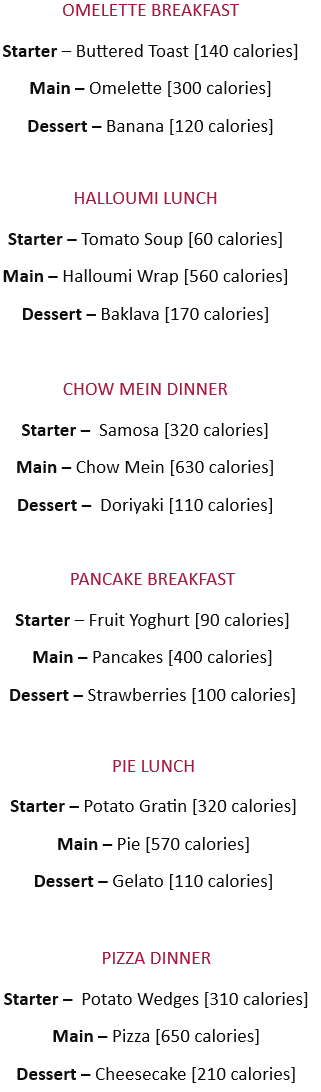 OMELETTE BREAKFAST
Starter – Buttered Toast [140 calories]
Main – Omelette [300 calories]
Dessert – Banana [120 calories]
HALLOUMI LUNCH
Starter – Tomato Soup [60 calories]
Main – Halloumi Wrap [560 calories]
Dessert – Baklava [170 calories]
CHOW MEIN DINNER
Starter – Samosa [320 calories]
Main – Chow Mein [630 calories]
Dessert – Doriyaki [110 calories]
PANCAKE BREAKFAST
Starter – Fruit Yoghurt [90 calories]
Main – Pancakes [400 calories]
Dessert – Strawberries [100 calories]
PIE LUNCH
Starter – Potato Gratin [320 calories]
Main – Pie [570 calories]
Dessert – Gelato [110 calories]
PIZZA DINNER
Starter – Potato Wedges [310 calories]
Main – Pizza [650 calories]
Dessert – Cheesecake [210 calories]